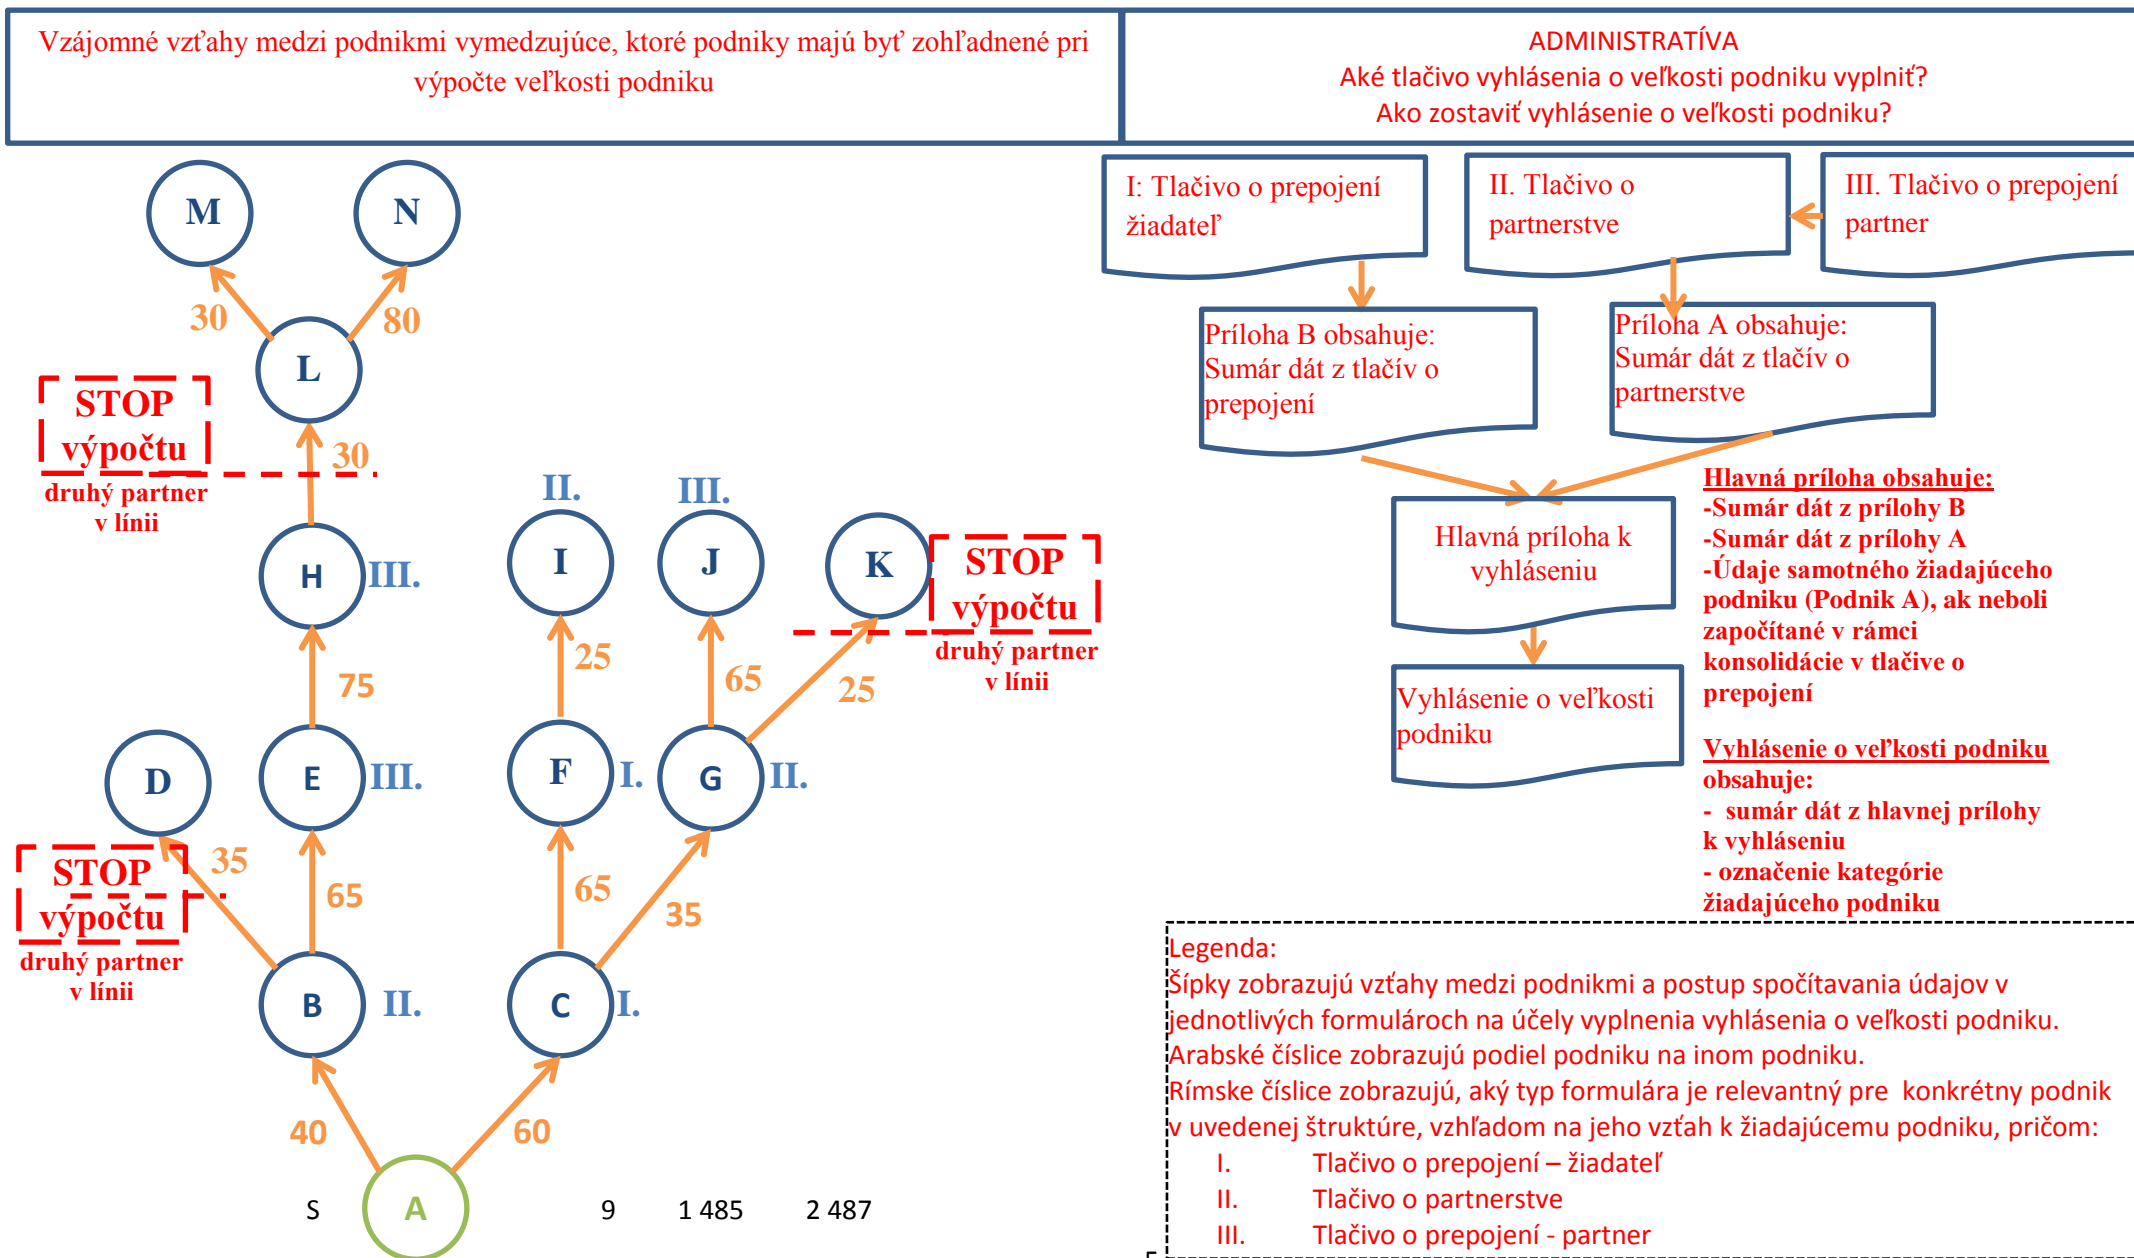 Vzájomné vzťahy medzi podnikmi vymedzujúce, ktoré podniky majú byť zohľadnené pri
výpočte veľkosti podniku
ADMINISTRATÍVA
Aké tlačivo vyhlásenia o veľkosti podniku vyplniť?
Ako zostaviť vyhlásenie o veľkosti podniku?
M
N
30
80
L
STOP
výpočtu
30
druhý partner
v línii
II.
III.
H
III.
I
J
K
STOP
výpočtu
druhý partner
v línii
75
25
65
25
D
E
III.
F
I.
G
II.
STOP
výpočtu
35
65
65
35
druhý partner
v línii
B
II.
C
I.
40
60
S
A
9
1 485
2 487
I: Tlačivo o prepojení
žiadateľ
II. Tlačivo o
partnerstve
III. Tlačivo o prepojení
partner
Príloha B obsahuje:
Sumár dát z tlačív o
prepojení
Príloha A obsahuje:
Sumár dát z tlačív o
partnerstve
Hlavná príloha k
vyhláseniu
Vyhlásenie o veľkosti
podniku
Hlavná príloha obsahuje:
-Sumár dát z prílohy B
-Sumár dát z prílohy A
-Údaje samotného žiadajúceho
podniku (Podnik A), ak neboli
započítané v rámci
konsolidácie v tlačive o
prepojení
Vyhlásenie o veľkosti podniku
obsahuje:
- sumár dát z hlavnej prílohy
k vyhláseniu
- označenie kategórie
žiadajúceho podniku
Legenda:
Šípky zobrazujú vzťahy medzi podnikmi a postup spočítavania údajov v
jednotlivých formulároch na účely vyplnenia vyhlásenia o veľkosti podniku.
Arabské číslice zobrazujú podiel podniku na inom podniku.
Rímske číslice zobrazujú, aký typ formulára je relevantný pre konkrétny podnik
v uvedenej štruktúre, vzhľadom na jeho vzťah k žiadajúcemu podniku, pričom:
I. Tlačivo o prepojení – žiadateľ
II. Tlačivo o partnerstve
III. Tlačivo o prepojení - partner